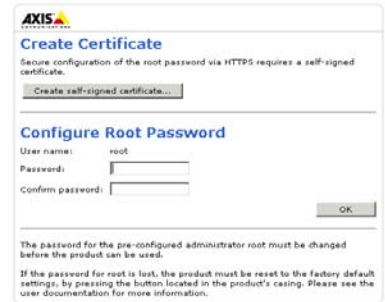 AXIS
COMMUNICATIONS
Create Certificate
Secure configuration of the root password via HTTPS requires a self-signed
certificate.
Create self-signed certificate...
Configure Root Password
User name: root
Password:
Confirm password:
OK
The password for the pre-configured administrator root must be changed
before the product can be used.
If the password for root is lost, the product must be reset to the factory default
settings, by pressing the button located in the product's casing. Please see the
user documentation for more information.